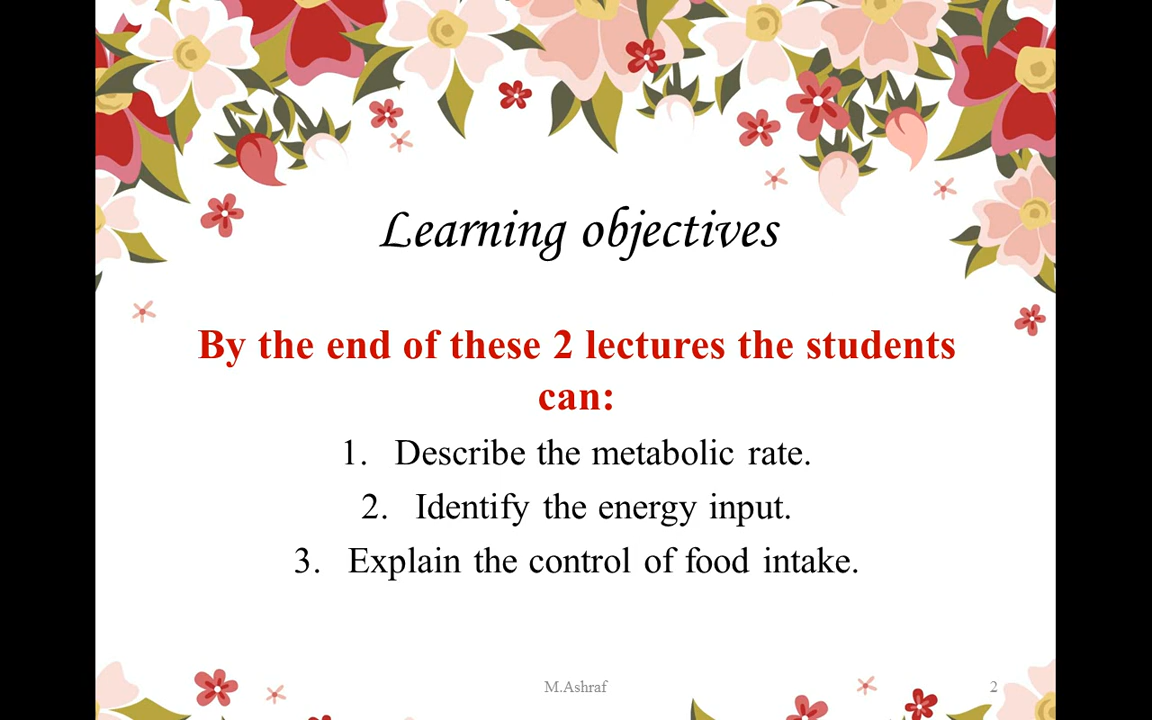 Learning objectives
By the end of these 2 lectures the students
can:
1. Describe the metabolic rate.
2. Identify the energy input.
3. Explain the control of food intake.
M.Ashraf
2